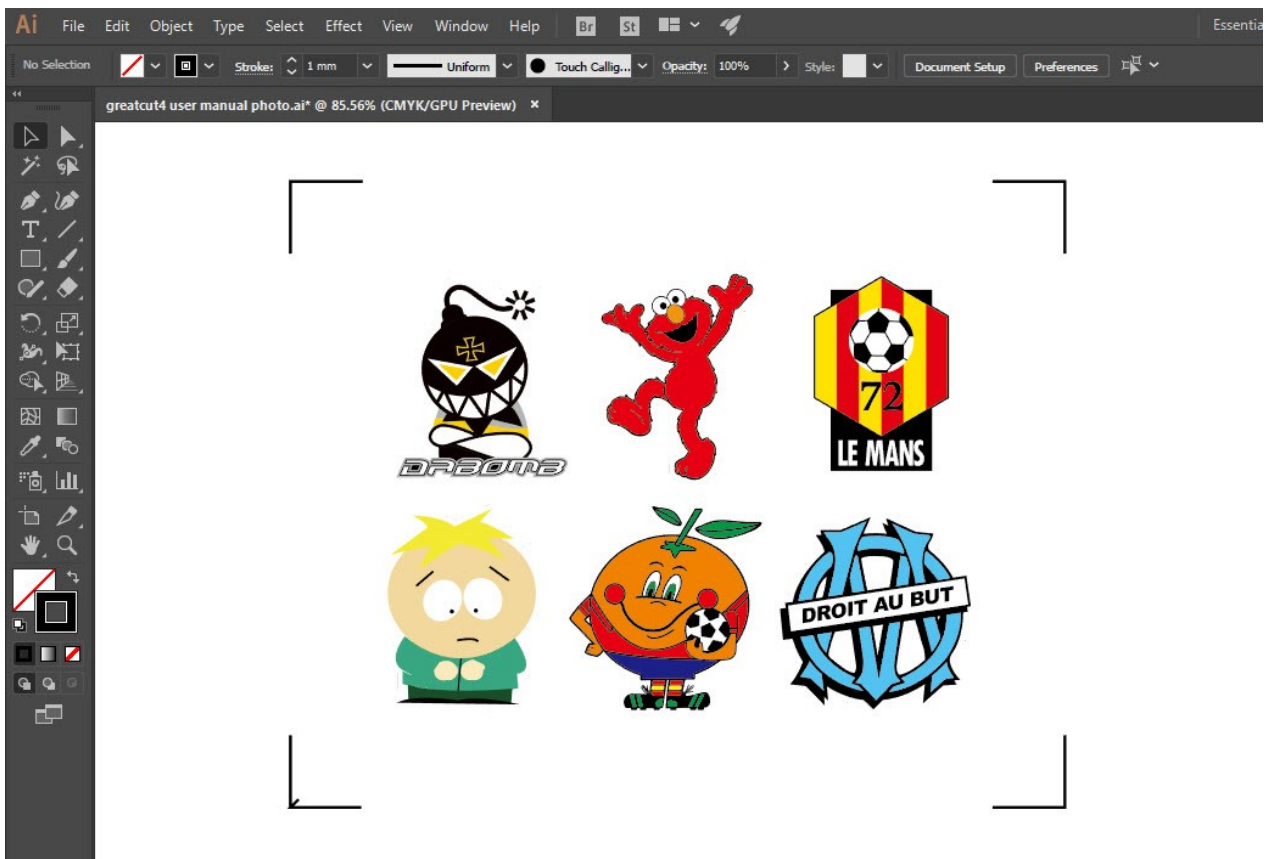 Ai File Edit Object Type Select Effect View Window Help Br St Essentia
No Selection Stroke: 1 mm Uniform Touch Callig... Opacity: 100% Style: Document Setup Preferences
greatcut4 user manual photo.ai* @ 85.56% (CMYK/GPU Preview) ×
72
LE MANS
DABOMB
DROIT AU BUT